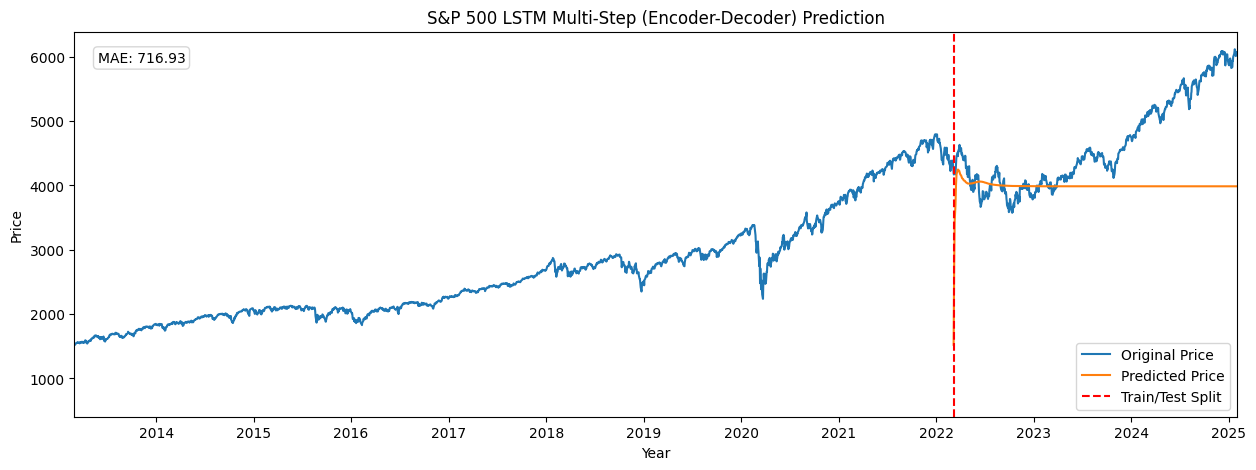 S&P 500 LSTM Multi-Step (Encoder-Decoder) Prediction
MAE: 716.93
6000
5000
4000
3000
2000
1000
Price
Original Price
Predicted Price
Train/Test Split
2014 2015 2016 2017 2018 2019 2020 2021 2022 2023 2024 2025
Year